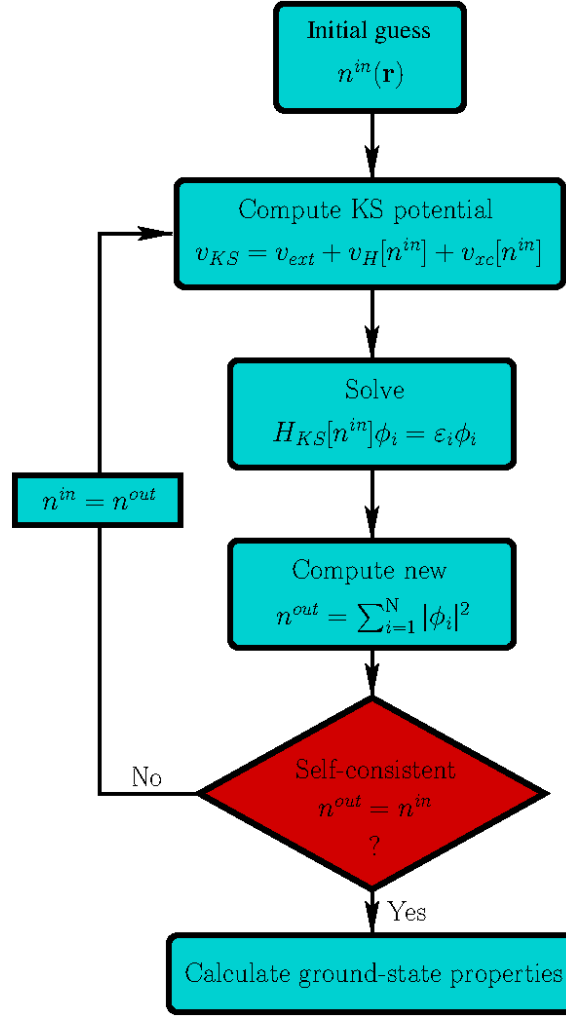 Initial guess
n^{in}(𝐫)
Compute KS potential
v_{KS} = v_{ext} + v_H[n^{in}] + v_{xc}[n^{in}]
Solve
H_{KS}[n^{in}]ϕ_i = ε_iϕ_i
n^{in} = n^{out}
Compute new
n^{out} = ∑_{i=1}^{N} |ϕ_i|^2
Self-consistent
n^{out} = n^{in}
?
No
Yes
Calculate ground-state properties